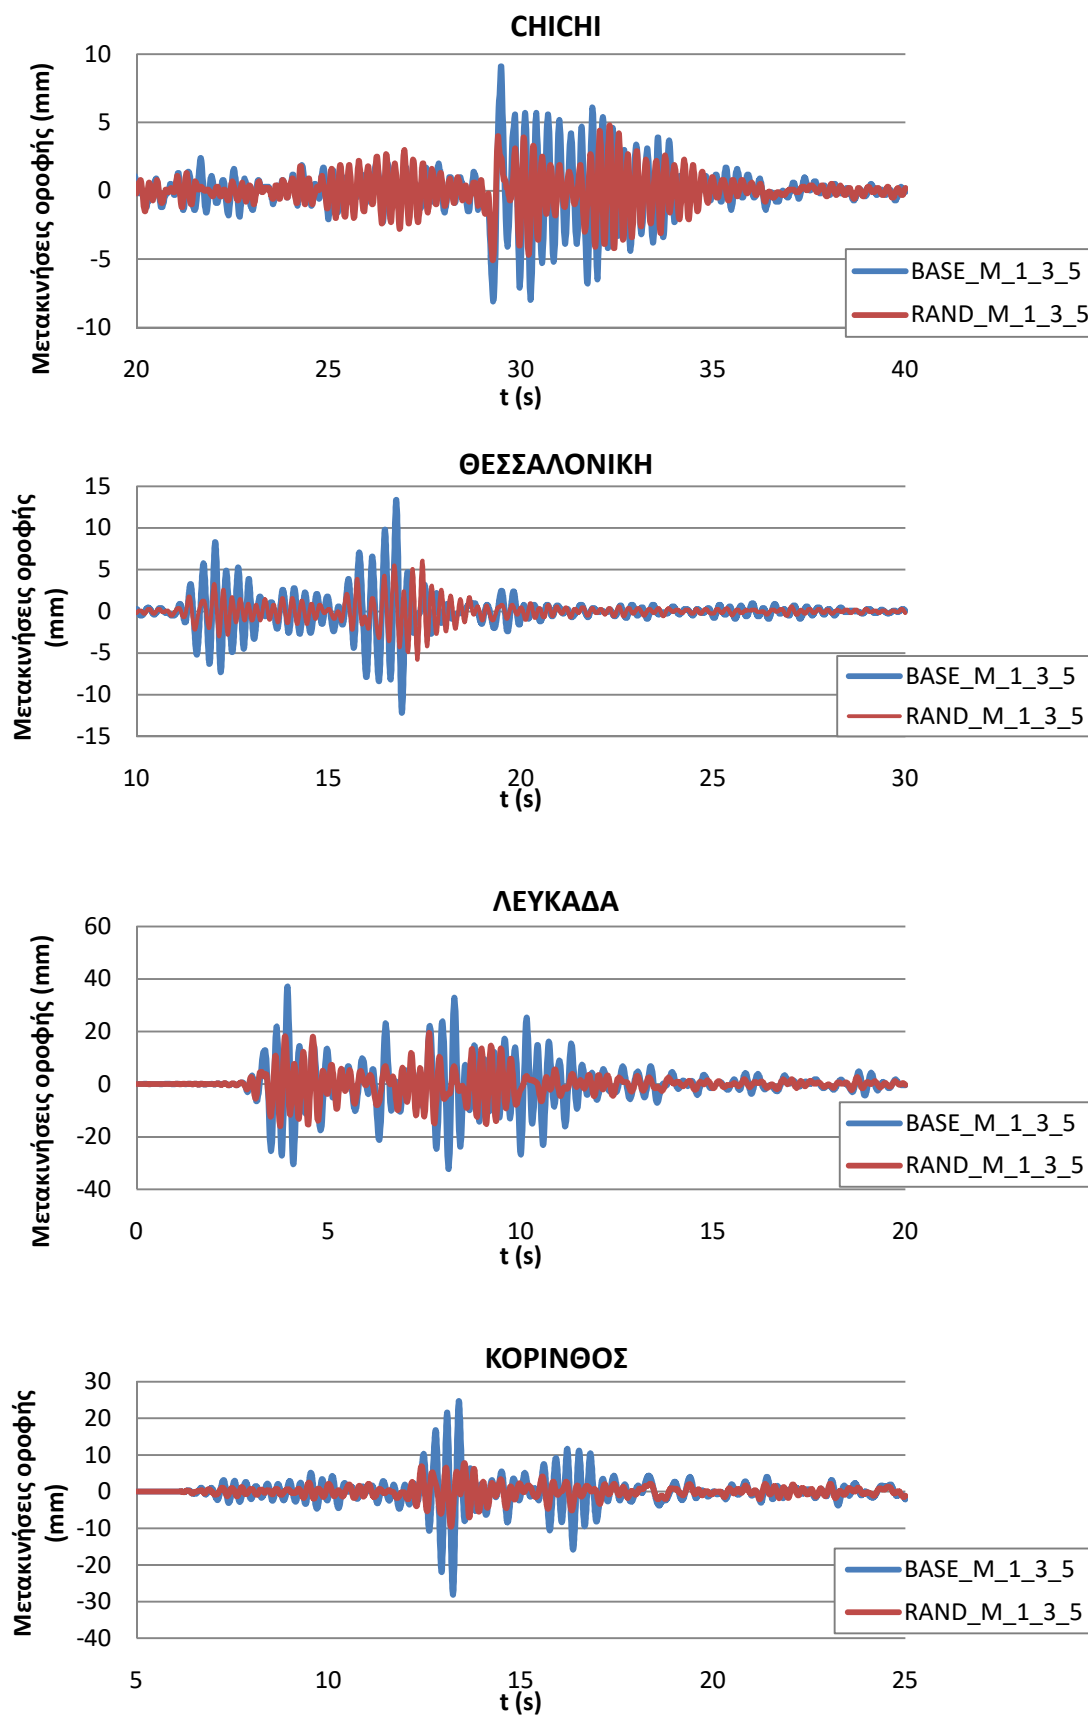 CHICHI
Μετακινήσεις οροφής (mm)
10
5
0
-5
-10
20 25 30 35 40
t (s)
BASE_M_1_3_5
RAND_M_1_3_5
ΘΕΣΣΑΛΟΝΙΚΗ
Μετακινήσεις οροφής
(mm)
15
10
5
0
-5
-10
-15
10 15 20 25 30
t (s)
BASE_M_1_3_5
RAND_M_1_3_5
ΛΕΥΚΑΔΑ
Μετακινήσεις οροφής (mm)
60
40
20
0
-20
-40
0 5 10 15 20
t (s)
BASE_M_1_3_5
RAND_M_1_3_5
ΚΟΡΙΝΘΟΣ
Μετακινήσεις οροφής
(mm)
30
20
10
0
-10
-20
-30
-40
5 10 15 20 25
t (s)
BASE_M_1_3_5
RAND_M_1_3_5